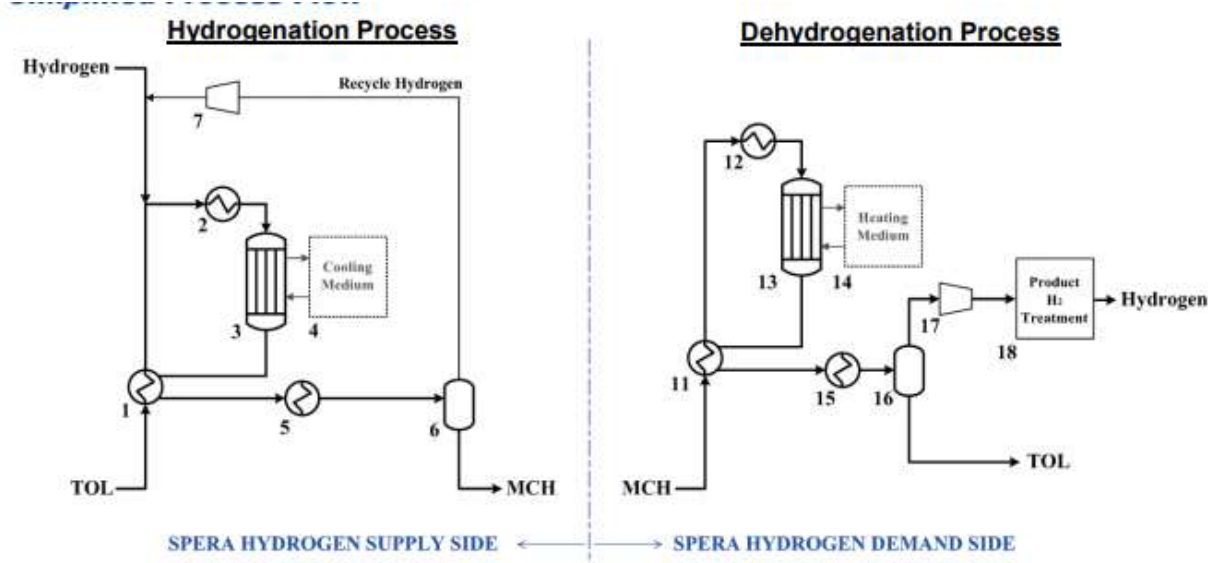 Hydrogenation Process
Dehydrogenation Process
Hydrogen
Recycle Hydrogen
7
2
Cooling
Medium
3
4
1
5
6
TOL
MCH
12
Heating
Medium
13
14
Product
H₂
Treatment
Hydrogen
17
18
11
15
16
TOL
MCH
SPERA HYDROGEN SUPPLY SIDE
SPERA HYDROGEN DEMAND SIDE